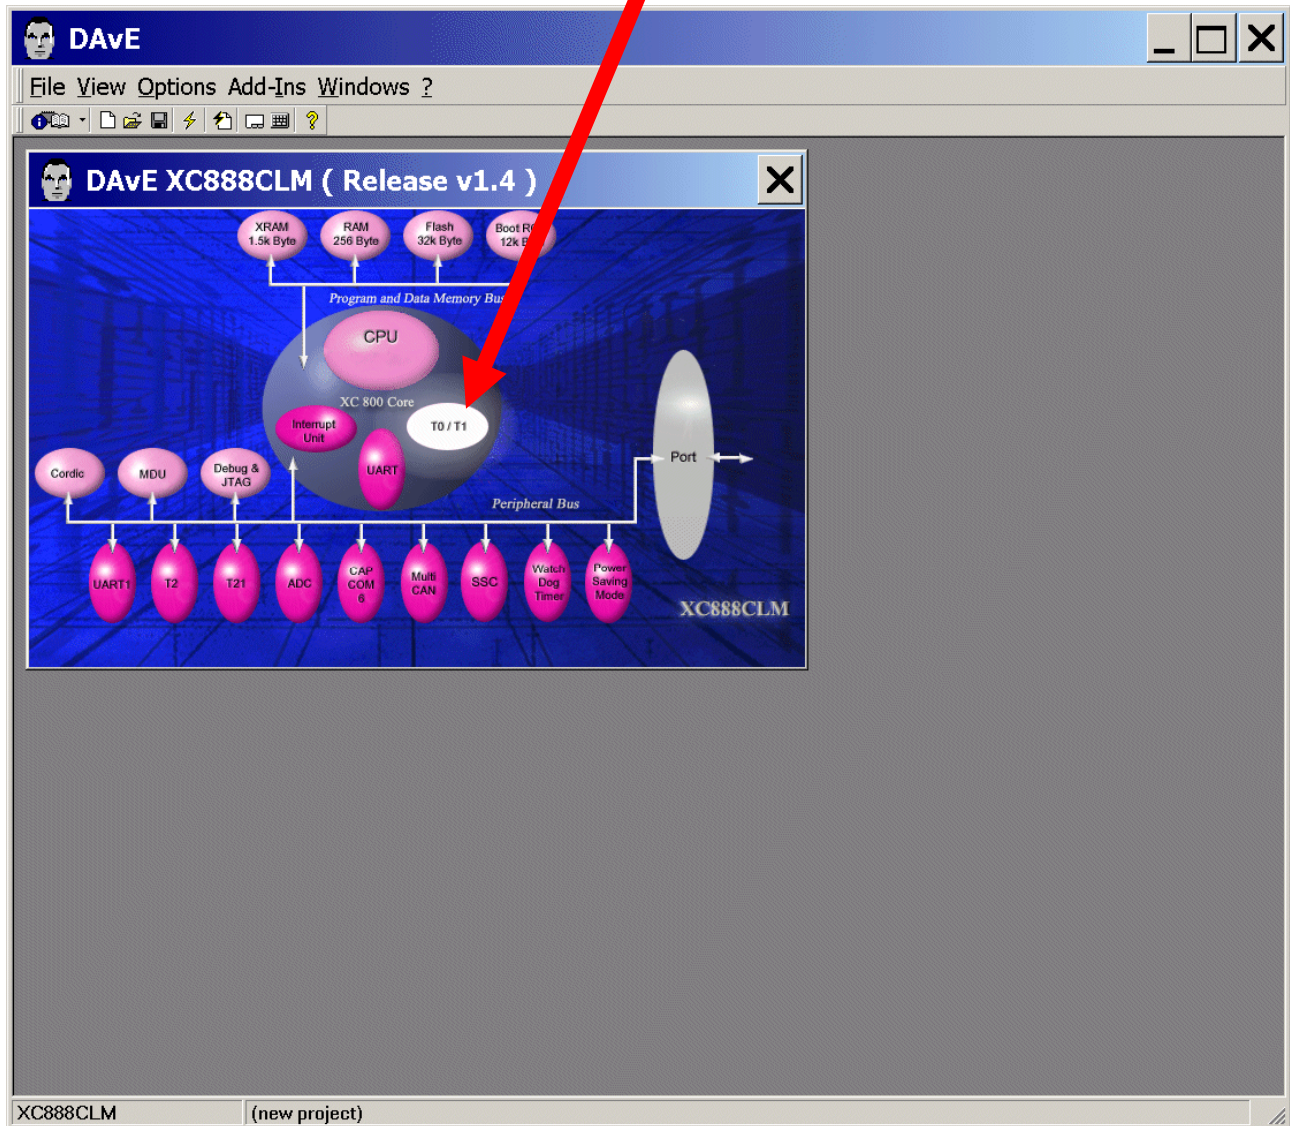 DAvE
File View Options Add-Ins Windows ?
DAvE XC888CLM ( Release v1.4 )
XRAM
1.5k Byte
RAM
256 Byte
Flash
32k Byte
Boot
12k
Program and Data Memory
CPU
XC 800 Core
Interrupt
Unit
T0 / T1
UART
Cordic
MDU
Debug &
JTAG
Port
Peripheral Bus
UART1
T2
T21
ADC
CAP
COM
6
Multi
CAN
SSC
Watch
Dog
Timer
Power
Saving
Mode
XC888CLM
XC888CLM
(new project)